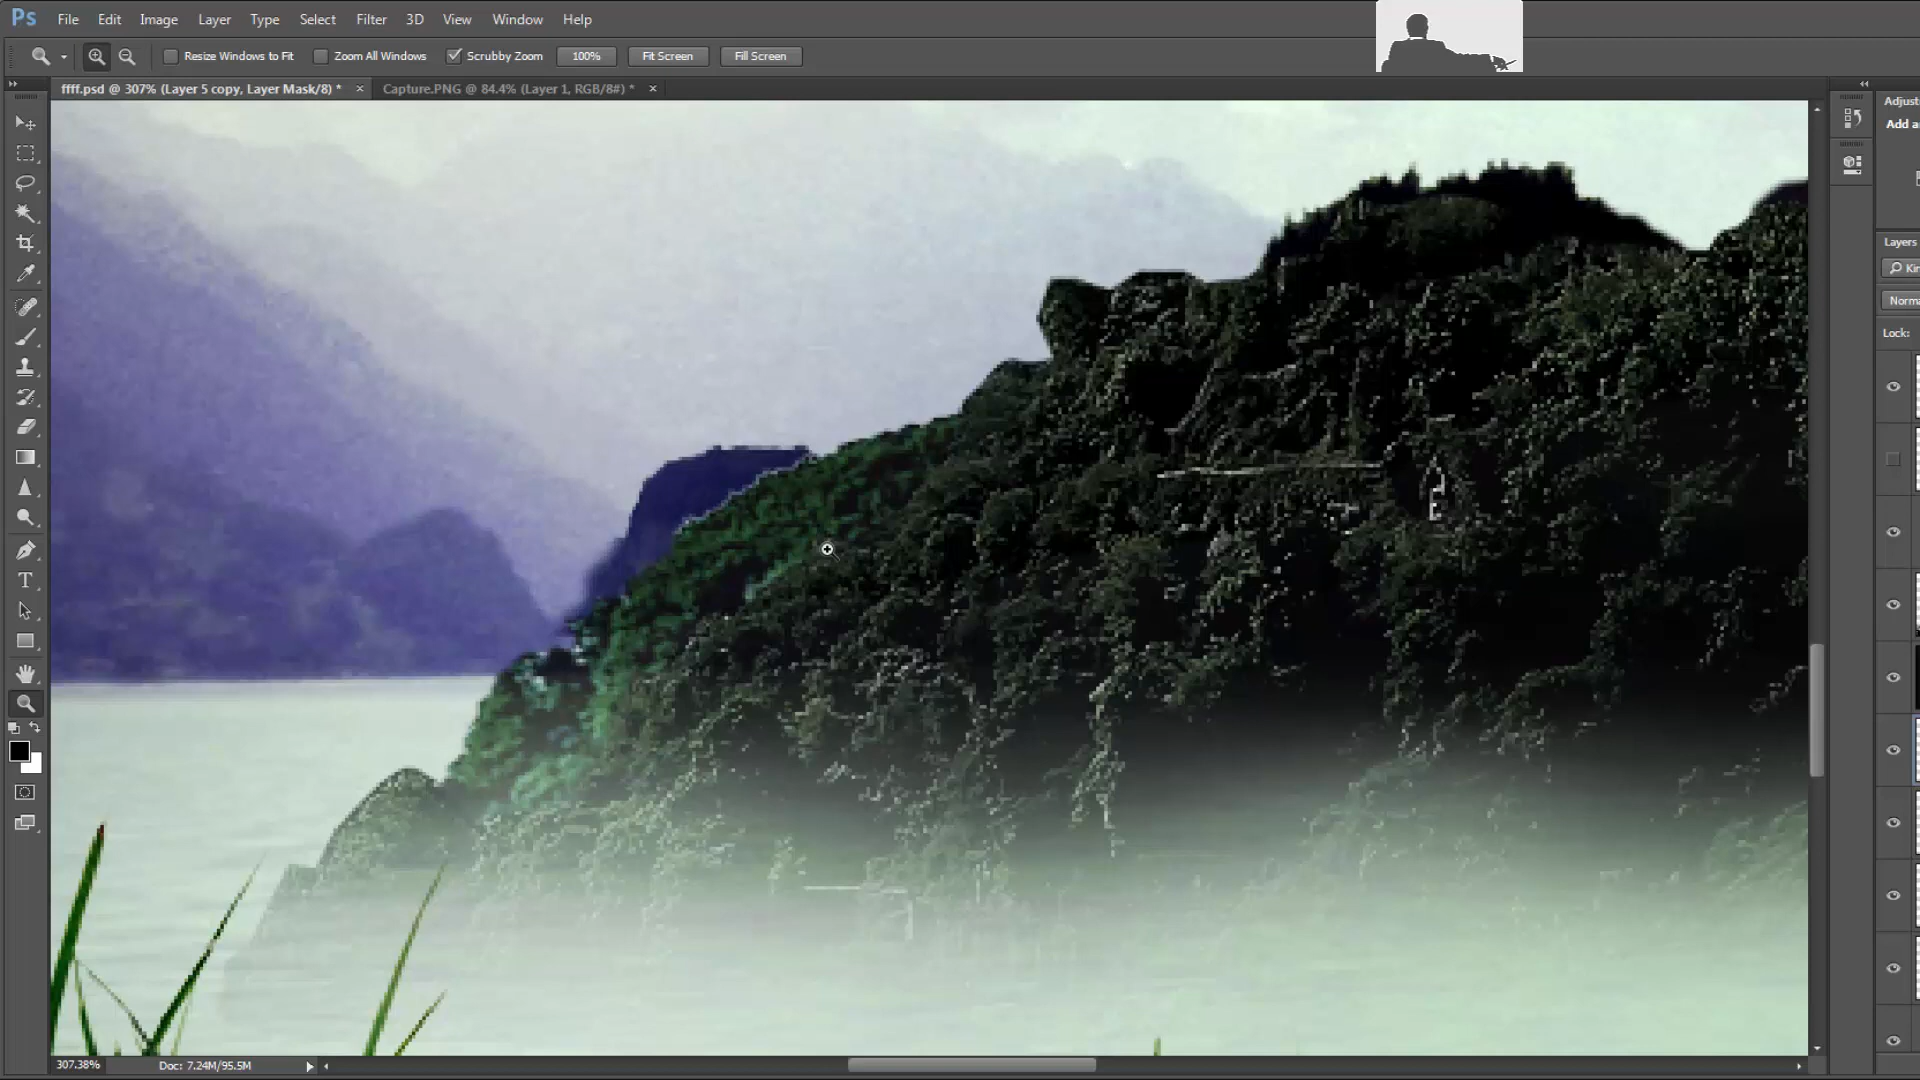 Ps File Edit Image Layer Type Select Filter 3D View Window Help
Resize Windows to Fit Zoom All Windows Scrubby Zoom 100% Fit Screen Fill Screen
ffff.psd @ 307% (Layer 5 copy, Layer Mask/8) * × Capture.PNG @ 84.4% (Layer 1, RGB/8#) * ×
Adjust
Add a
Layers
Kin
Norma
Lock:
T
307.38% Doc: 7.24M/95.5M